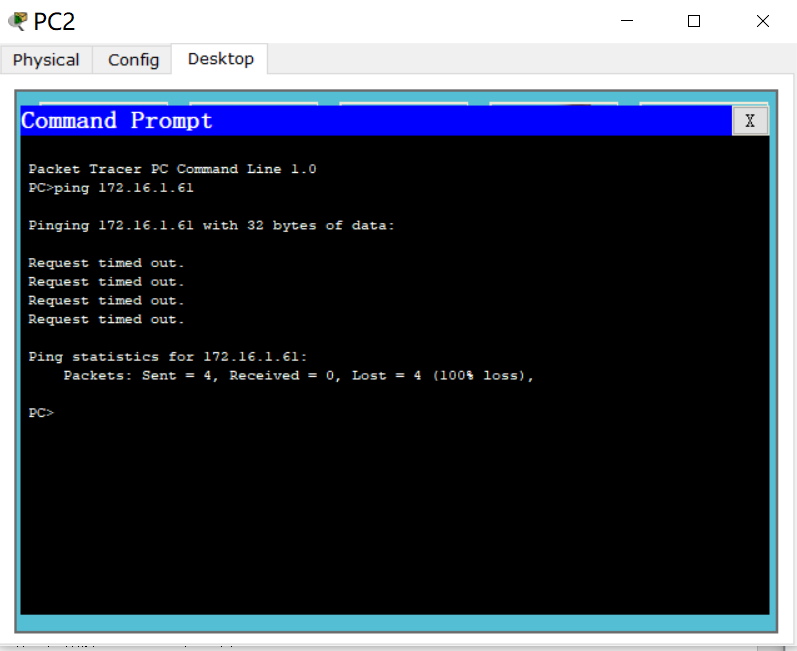 PC2
Physical Config Desktop
Command Prompt
X
Packet Tracer PC Command Line 1.0
PC>ping 172.16.1.61
Pinging 172.16.1.61 with 32 bytes of data:
Request timed out.
Request timed out.
Request timed out.
Request timed out.
Ping statistics for 172.16.1.61:
Packets: Sent = 4, Received = 0, Lost = 4 (100% loss),
PC>